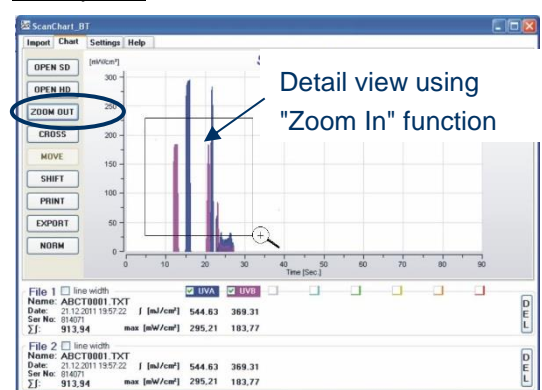 ScanChart_BT
Import Chart Settings Help
OPEN SD
OPEN HD
ZOOM OUT
CROSS
MOVE
SHIFT
PRINT
EXPORT
NORM
[mW/cm²]
300
250
200
150
100
50
0
0 10 20 30 40 50 60 70 80 90
Time [Sec.]
Detail view using
"Zoom In" function
File 1 line width UVA UVB
Name: ABCT0001.TXT
Date: 21.12.2011 19:57:22 ∫ [mJ/cm²] 544.63 369.31
Ser No: 814071
∑∫: 913,94 max [mW/cm²] 295,21 183,77
DEL
File 2 line width
Name: ABCT0001.TXT
Date: 21.12.2011 19:57:22 ∫ [mJ/cm²] 544.63 369.31
Ser No: 814071
∑∫: 913,94 max [mW/cm²] 295,21 183,77
DEL